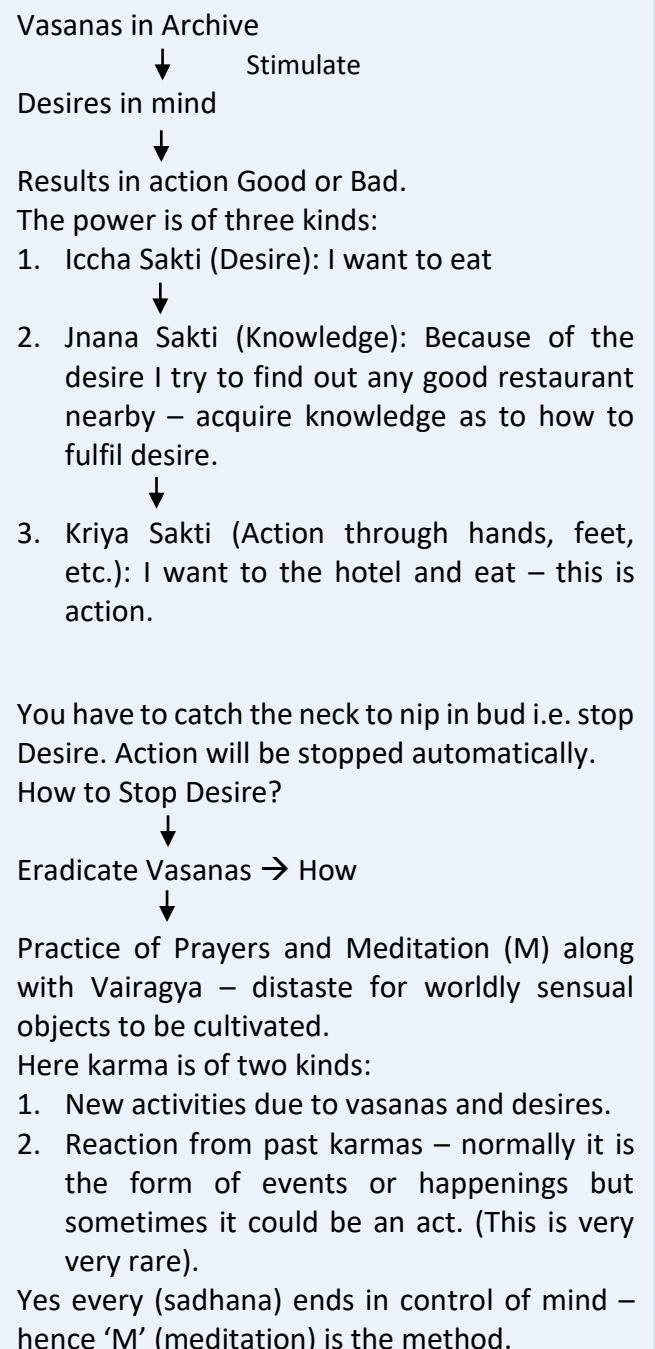 Vasanas in Archive
↓ Stimulate
Desires in mind
↓
Results in action Good or Bad.
The power is of three kinds:
1. Iccha Sakti (Desire): I want to eat
↓
2. Jnana Sakti (Knowledge): Because of the
desire I try to find out any good restaurant
nearby – acquire knowledge as to how to
fulfil desire.
↓
3. Kriya Sakti (Action through hands, feet,
etc.): I want to the hotel and eat – this is
action.
You have to catch the neck to nip in bud i.e. stop
Desire. Action will be stopped automatically.
How to Stop Desire?
↓
Eradicate Vasanas → How
↓
Practice of Prayers and Meditation (M) along
with Vairagya – distaste for worldly sensual
objects to be cultivated.
Here karma is of two kinds:
1. New activities due to vasanas and desires.
2. Reaction from past karmas – normally it is
the form of events or happenings but
sometimes it could be an act. (This is very
very rare).
Yes every (sadhana) ends in control of mind –
hence ‘M’ (meditation) is the method.